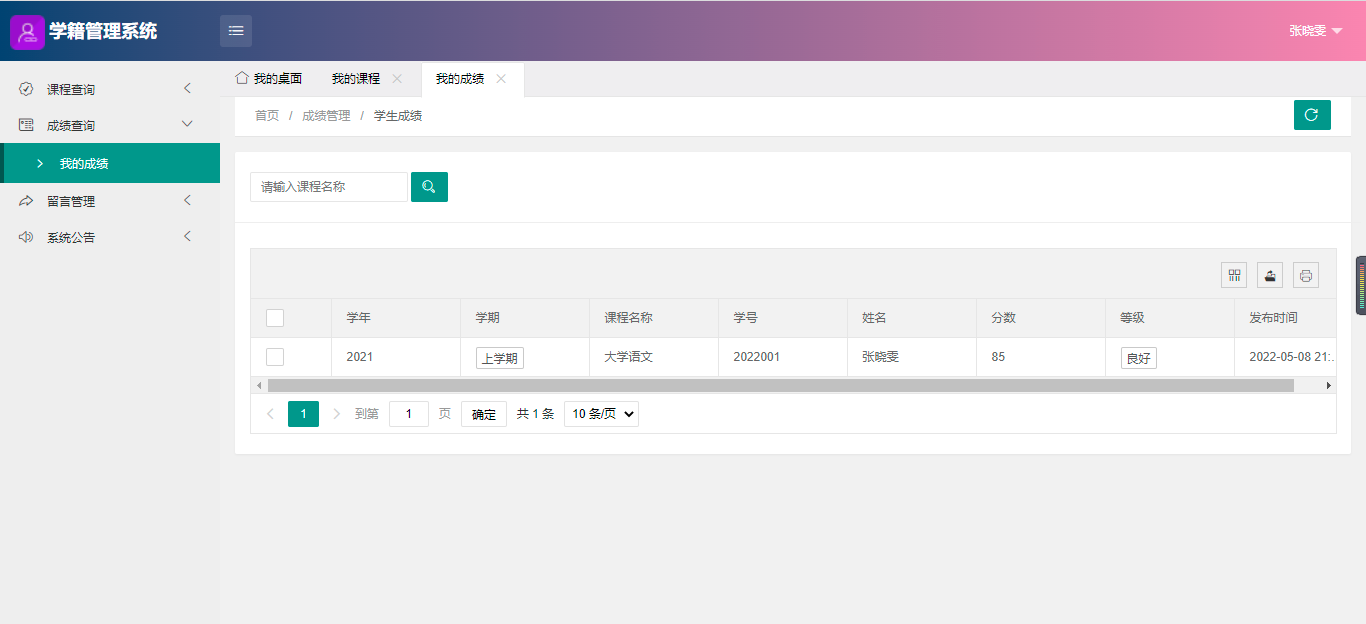 学籍管理系统
张晓雯
课程查询
成绩查询
我的成绩
留言管理
系统公告
我的桌面 我的课程 我的成绩
首页 / 成绩管理 / 学生成绩
请输入课程名称
学年 学期 课程名称 学号 姓名 分数 等级 发布时间
2021 上学期 大学语文 2022001 张晓雯 85 良好 2022-05-08 21:..
1 到第 1 页 确定 共 1 条 10 条/页